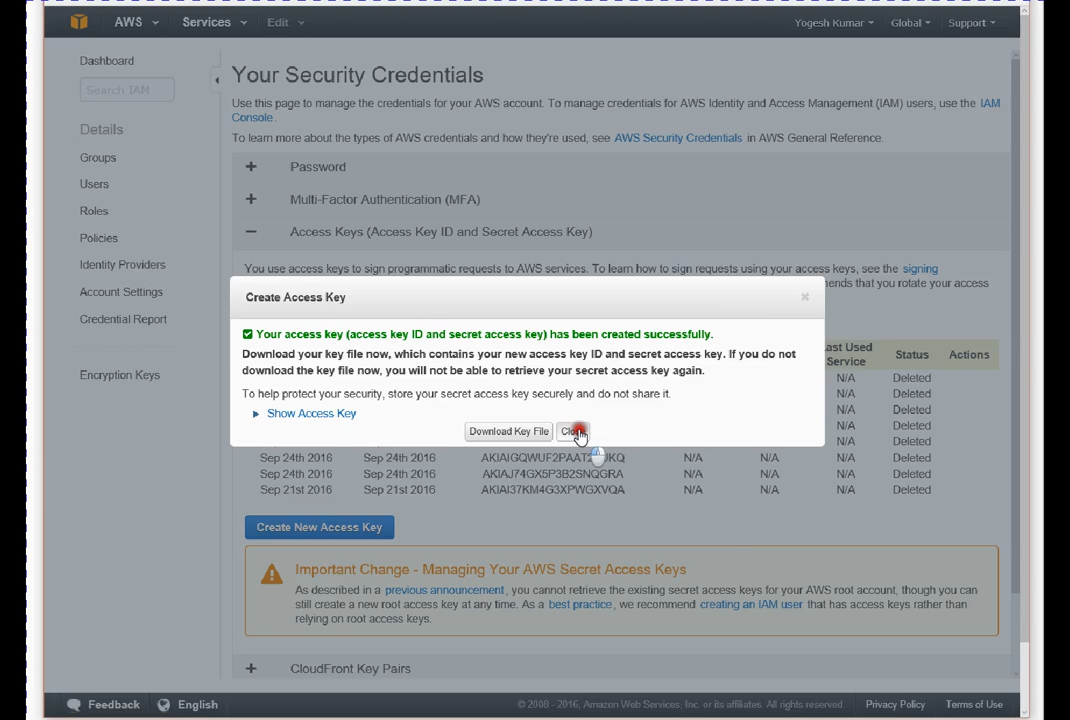 AWS Services Edit Yogesh Kumar Global Support
Dashboard
Search IAM
Details
Groups
Users
Roles
Policies
Identity Providers
Account Settings
Credential Report
Encryption Keys
Your Security Credentials
Use this page to manage the credentials for your AWS account. To manage credentials for AWS Identity and Access Management (IAM) users, use the IAM
Console.
To learn more about the types of AWS credentials and how they're used, see AWS Security Credentials in AWS General Reference.
+ Password
+ Multi-Factor Authentication (MFA)
− Access Keys (Access Key ID and Secret Access Key)
You use access keys to sign programmatic requests to AWS services. To learn how to sign requests using your access keys, see the signing
that you rotate your access
Create Access Key ×
Your access key (access key ID and secret access key) has been created successfully.
Download your key file now, which contains your new access key ID and secret access key. If you do not
download the key file now, you will not be able to retrieve your secret access key again.
To help protect your security, store your secret access key securely and do not share it.
Show Access Key
Download Key File
Used
Service Status Actions
N/A Deleted
N/A Deleted
N/A Deleted
N/A Deleted
N/A Deleted
Sep 24th 2016 Sep 24th 2016 N/A N/A N/A Deleted
Sep 24th 2016 Sep 24th 2016 AKIAJ74GX5P3B2SNQGRA N/A N/A N/A Deleted
Sep 21st 2016 Sep 21st 2016 AKIAI37KM4G3XPWGXVQA N/A N/A N/A Deleted
Create New Access Key
Important Change - Managing Your AWS Secret Access Keys
As described in a previous announcement, you cannot retrieve the existing secret access keys for your AWS root account, though you can
still create a new root access key at any time. As a best practice, we recommend creating an IAM user that has access keys rather than
relying on root access keys.
+ CloudFront Key Pairs
Feedback English © 2008 - 2016, Amazon Web Services, Inc. or its affiliates. All rights reserved. Privacy Policy Terms of Use